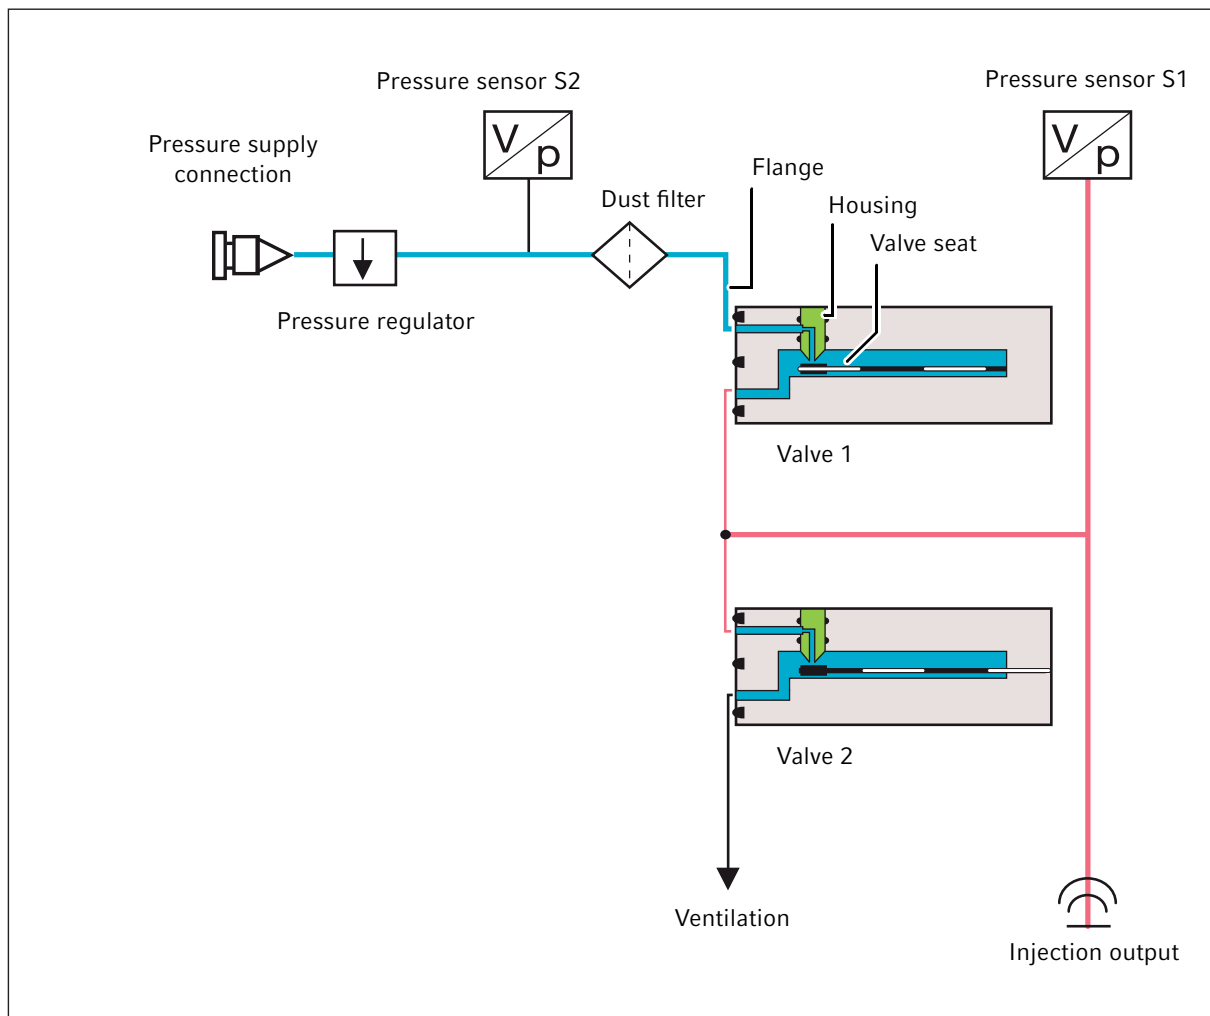 Pressure sensor S2
Pressure sensor S1
V
p
V
p
Pressure supply
connection
Flange
Dust filter
Housing
Valve seat
Pressure regulator
Valve 1
Valve 2
Ventilation
Injection output